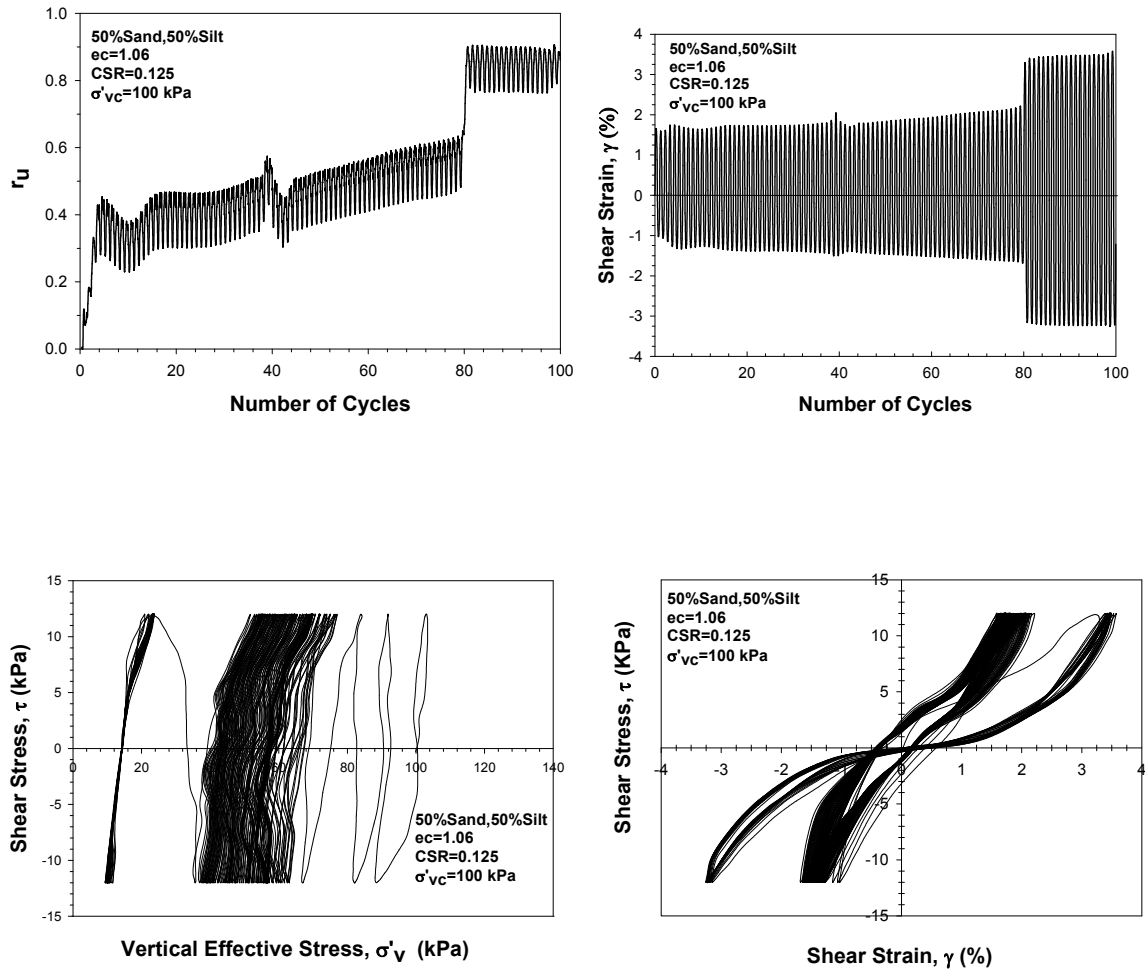 1.0
0.8
0.6
0.4
0.2
0.0
r_u
50%Sand,50%Silt
ec=1.06
CSR=0.125
σ'vc=100 kPa
0 20 40 60 80 100
Number of Cycles
4
3
2
1
0
-1
-2
-3
-4
Shear Strain, γ (%)
50%Sand,50%Silt
ec=1.06
CSR=0.125
σ'vc=100 kPa
0 20 40 60 80 100
Number of Cycles
15
10
5
0
-5
-10
-15
Shear Stress, τ (kPa)
0 20 40 60 80 100 120 140
50%Sand,50%Silt
ec=1.06
CSR=0.125
σ'vc=100 kPa
Vertical Effective Stress, σ'v (kPa)
15
10
5
0
-5
-10
-15
Shear Stress, τ (KPa)
50%Sand,50%Silt
ec=1.06
CSR=0.125
σ'vc=100 kPa
-4 -3 -2 -1 0 1 2 3 4
Shear Strain, γ (%)